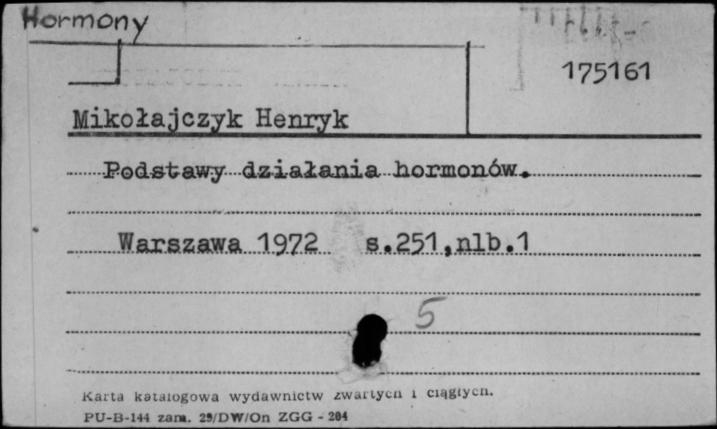 Hormony
175161
Mikołajczyk Henryk
Podstawy działania hormonów.
Warszawa 1972 s.251,nlb.1
5
Karta katalogowa wydawnictw zwartych i ciągłych.
PU-B-144 zam. 29/DW/On ZGG - 204